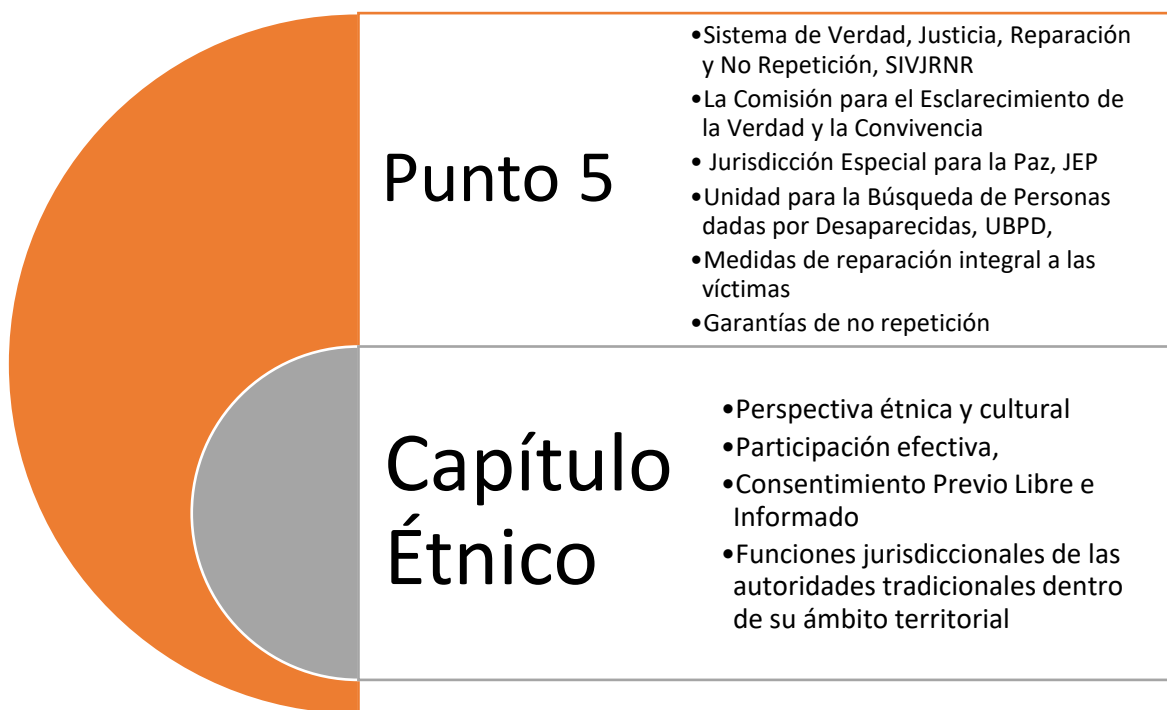 Punto 5
•Sistema de Verdad, Justicia, Reparación
y No Repetición, SIVJRNR
•La Comisión para el Esclarecimiento de
la Verdad y la Convivencia
• Jurisdicción Especial para la Paz, JEP
•Unidad para la Búsqueda de Personas
dadas por Desaparecidas, UBPD,
•Medidas de reparación integral a las
víctimas
•Garantías de no repetición
Capítulo
Étnico
•Perspectiva étnica y cultural
•Participación efectiva,
•Consentimiento Previo Libre e
Informado
•Funciones jurisdiccionales de las
autoridades tradicionales dentro
de su ámbito territorial